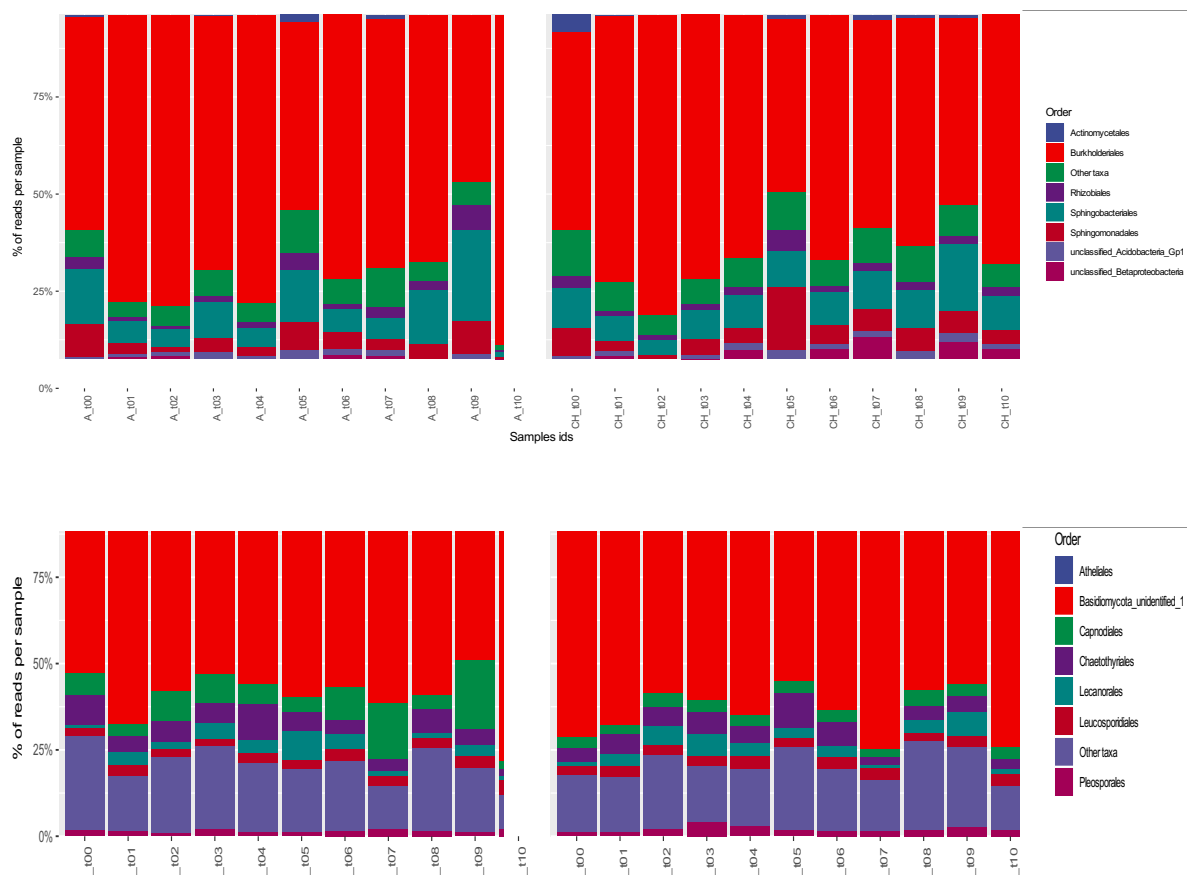 % of reads per sample
75%
50%
25%
0%
A_t00
A_t01
A_t02
A_t03
A_t04
A_t05
A_t06
A_t07
A_t08
A_t09
A_t10
CH_t00
CH_t01
CH_t02
CH_t03
CH_t04
CH_t05
CH_t06
CH_t07
CH_t08
CH_t09
CH_t10
Samples ids
Order
Actinomycetales
Burkholderiales
Other taxa
Rhizobiales
Sphingobacteriales
Sphingomonadales
unclassified_Acidobacteria_Gp1
unclassified_Betaproteobacteria
% of reads per sample
75%
50%
25%
0%
_t00
_t01
_t02
_t03
_t04
_t05
_t06
_t07
_t08
_t09
_t10
_t00
_t01
_t02
_t03
_t04
_t05
_t06
_t07
_t08
_t09
_t10
Order
Atheliales
Basidiomycota_unidentified_1
Capnodiales
Chaetothyriales
Lecanorales
Leucosporidiales
Other taxa
Pleosporales